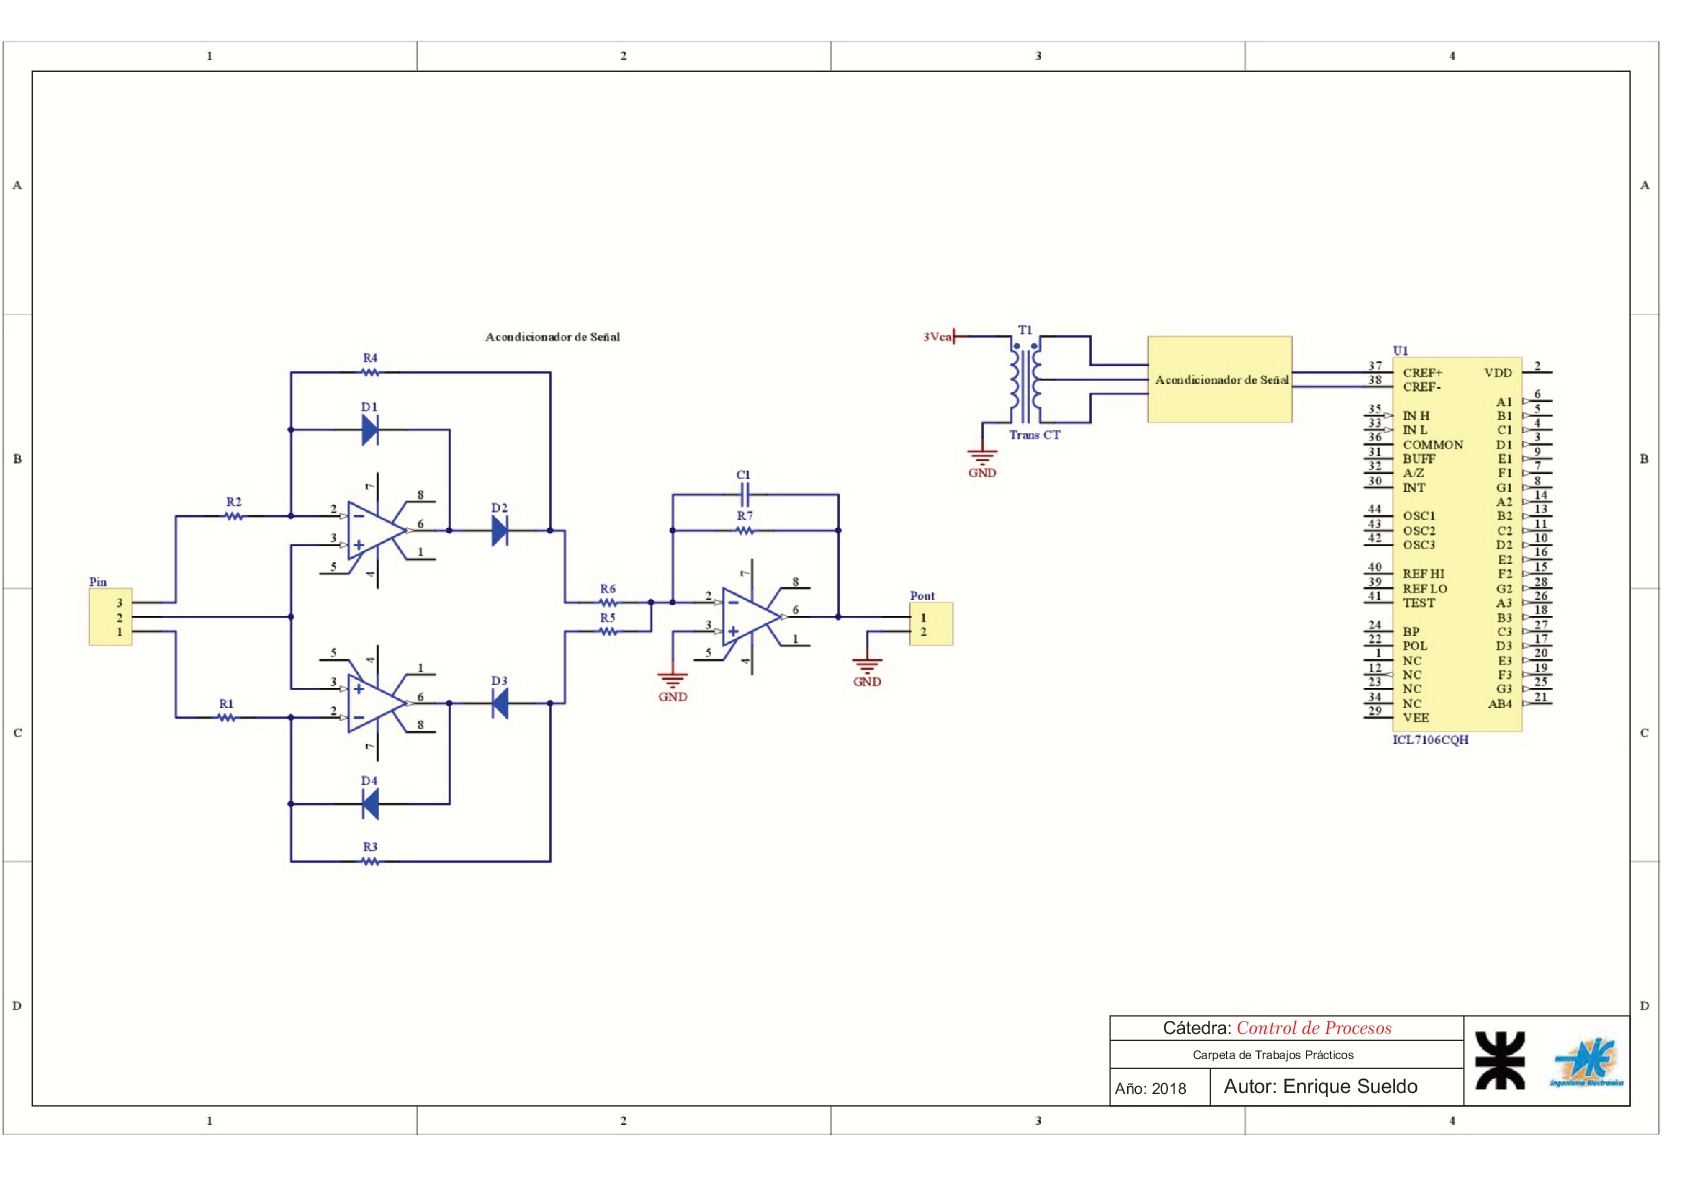 1 2 3 4
A A
Acondicionador de Señal
3Vca T1
Trans CT
GND
Acondicionador de Señal
U1
37 CREF+ VDD 2
38 CREF-
A1 6
35 IN H B1 5
33 IN L C1 4
36 COMMON D1 3
31 BUFF E1 9
32 A/Z F1 7
30 INT G1 8
A2 14
44 OSC1 B2 13
43 OSC2 C2 11
42 OSC3 D2 10
E2 16
40 REF HI F2 15
39 REF LO G2 28
41 TEST A3 26
B3 18
24 BP C3 27
22 POL D3 17
1 NC E3 20
12 NC F3 19
23 NC G3 25
34 NC AB4 21
29 VEE
ICL7106CQH
R4
D1
B B
R2 2 3 5 7 4 8 6 1 D2
C1
R7
Pin
3
2
1
R6
R5
2 3 5 7 4 8 6 1
GND
Pout
1
2
GND
R1 5 3 2 4 7 1 6 8 D3
C C
D4
R3
D D
Cátedra: Control de Procesos
Carpeta de Trabajos Prácticos
Año: 2018 Autor: Enrique Sueldo
Ingeniería Electrónica
1 2 3 4